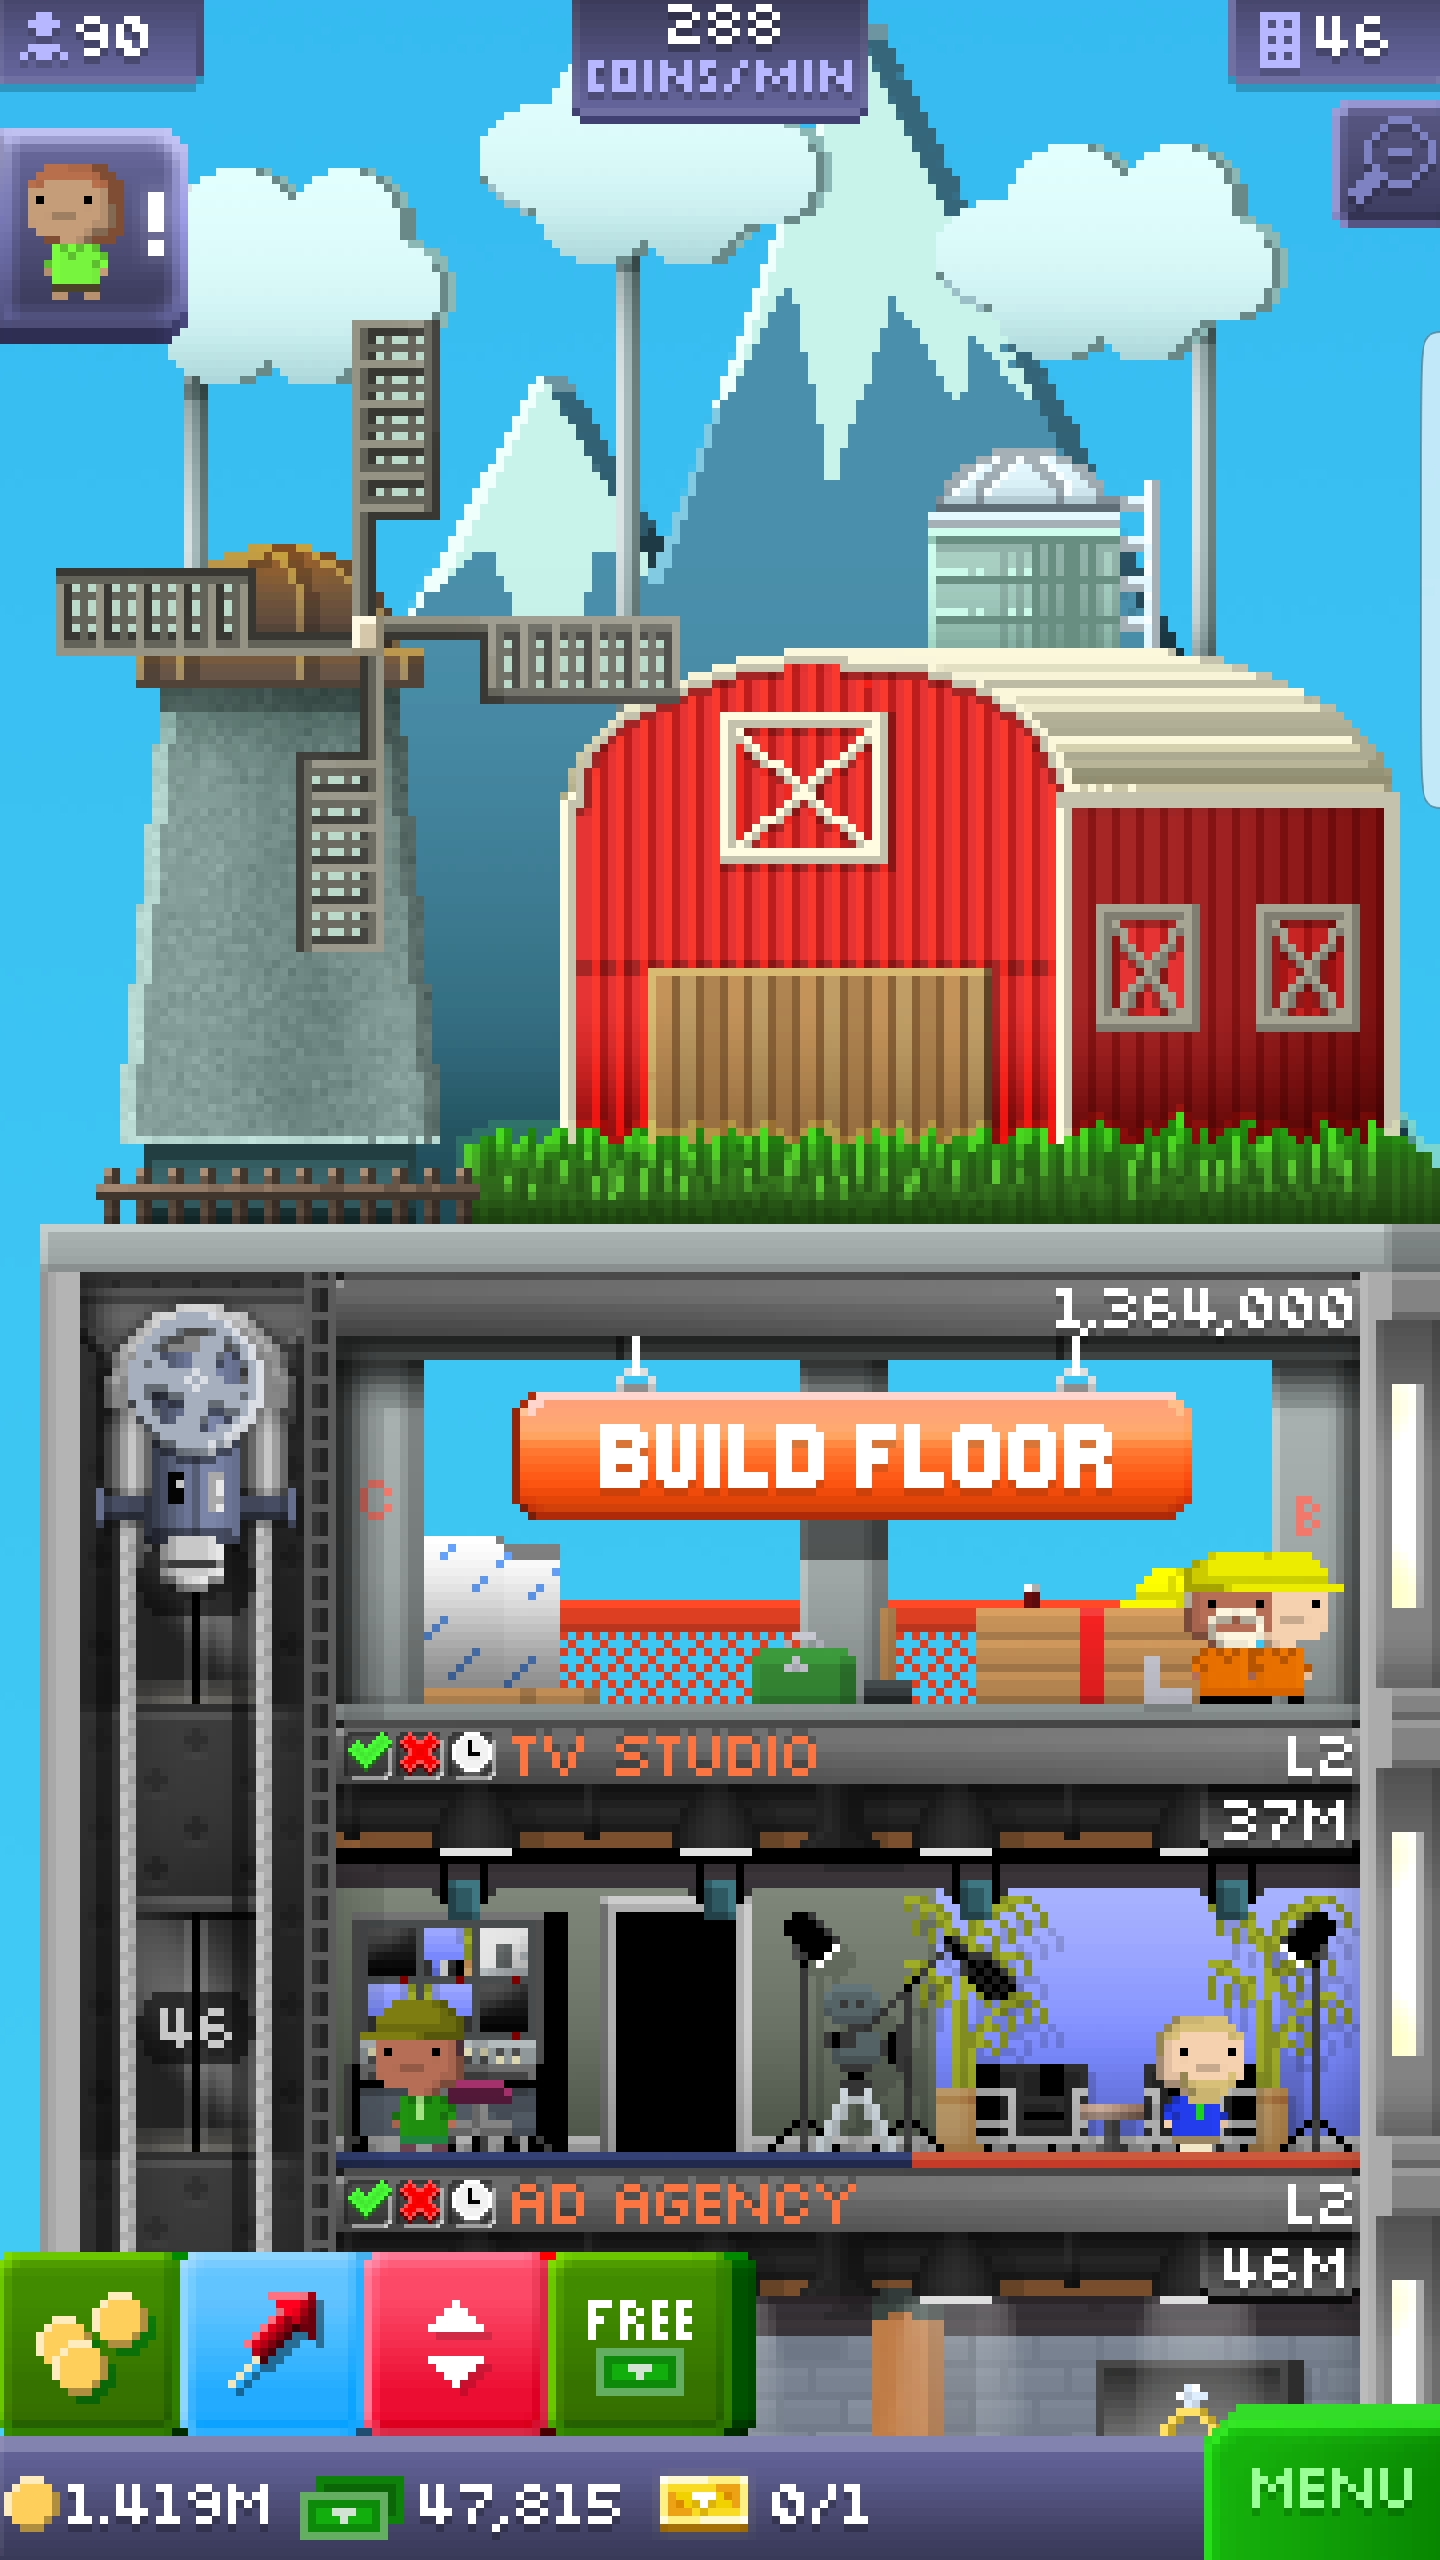 90
288
COINS/MIN
46
!
1,364,000
BUILD FLOOR
C
B
TV STUDIO
L2
37M
46
AD AGENCY
L2
46M
FREE
1.419M
47,815
0/1
MENU